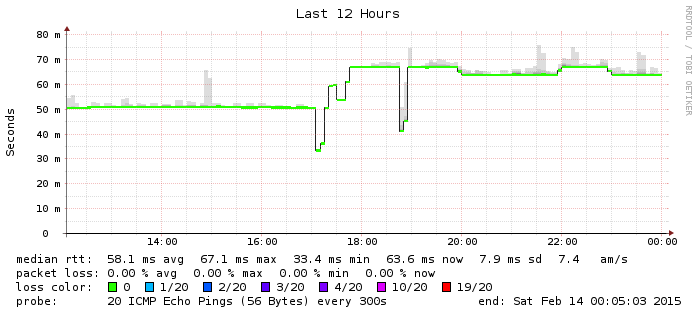 Last 12 Hours
RRDTOOL / TOBI OETIKER
Seconds
80 m
70 m
60 m
50 m
40 m
30 m
20 m
10 m
0
14:00 16:00 18:00 20:00 22:00 00:00
median rtt: 58.1 ms avg 67.1 ms max 33.4 ms min 63.6 ms now 7.9 ms sd 7.4 am/s
packet loss: 0.00 % avg 0.00 % max 0.00 % min 0.00 % now
loss color: 0 1/20 2/20 3/20 4/20 10/20 19/20
probe: 20 ICMP Echo Pings (56 Bytes) every 300s end: Sat Feb 14 00:05:03 2015